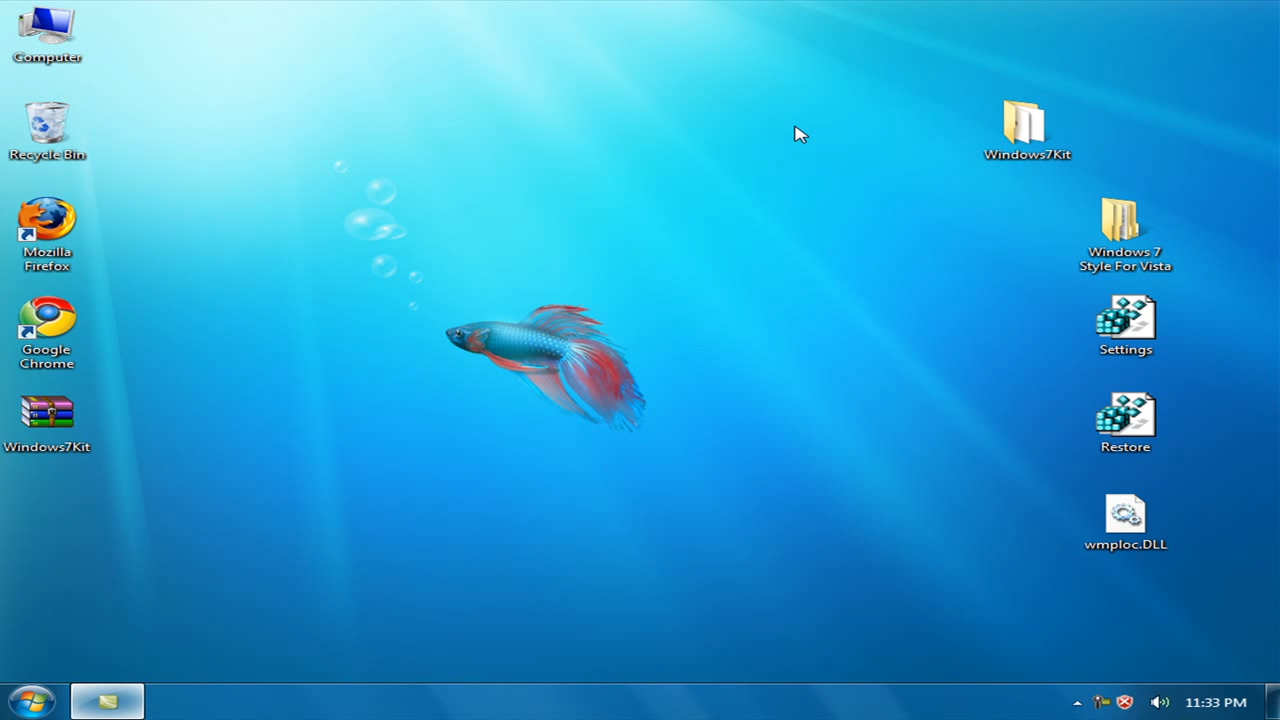 Computer
Recycle Bin
Mozilla
Firefox
Google
Chrome
Windows7Kit
Windows7Kit
Windows 7
Style For Vista
Settings
Restore
wmploc.DLL
11:33 PM